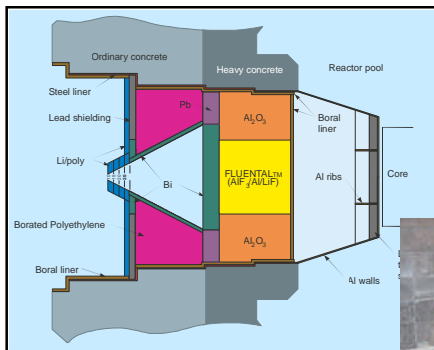 Ordinary concrete
Heavy concrete
Reactor pool
Steel liner
Lead shielding
Li/poly
Pb
Al2O3
Boral
liner
Bi
FLUENTAL™
(AlF3/Al/LiF)
Al ribs
Core
Borated Polyethylene
Al2O3
Boral liner
Al walls